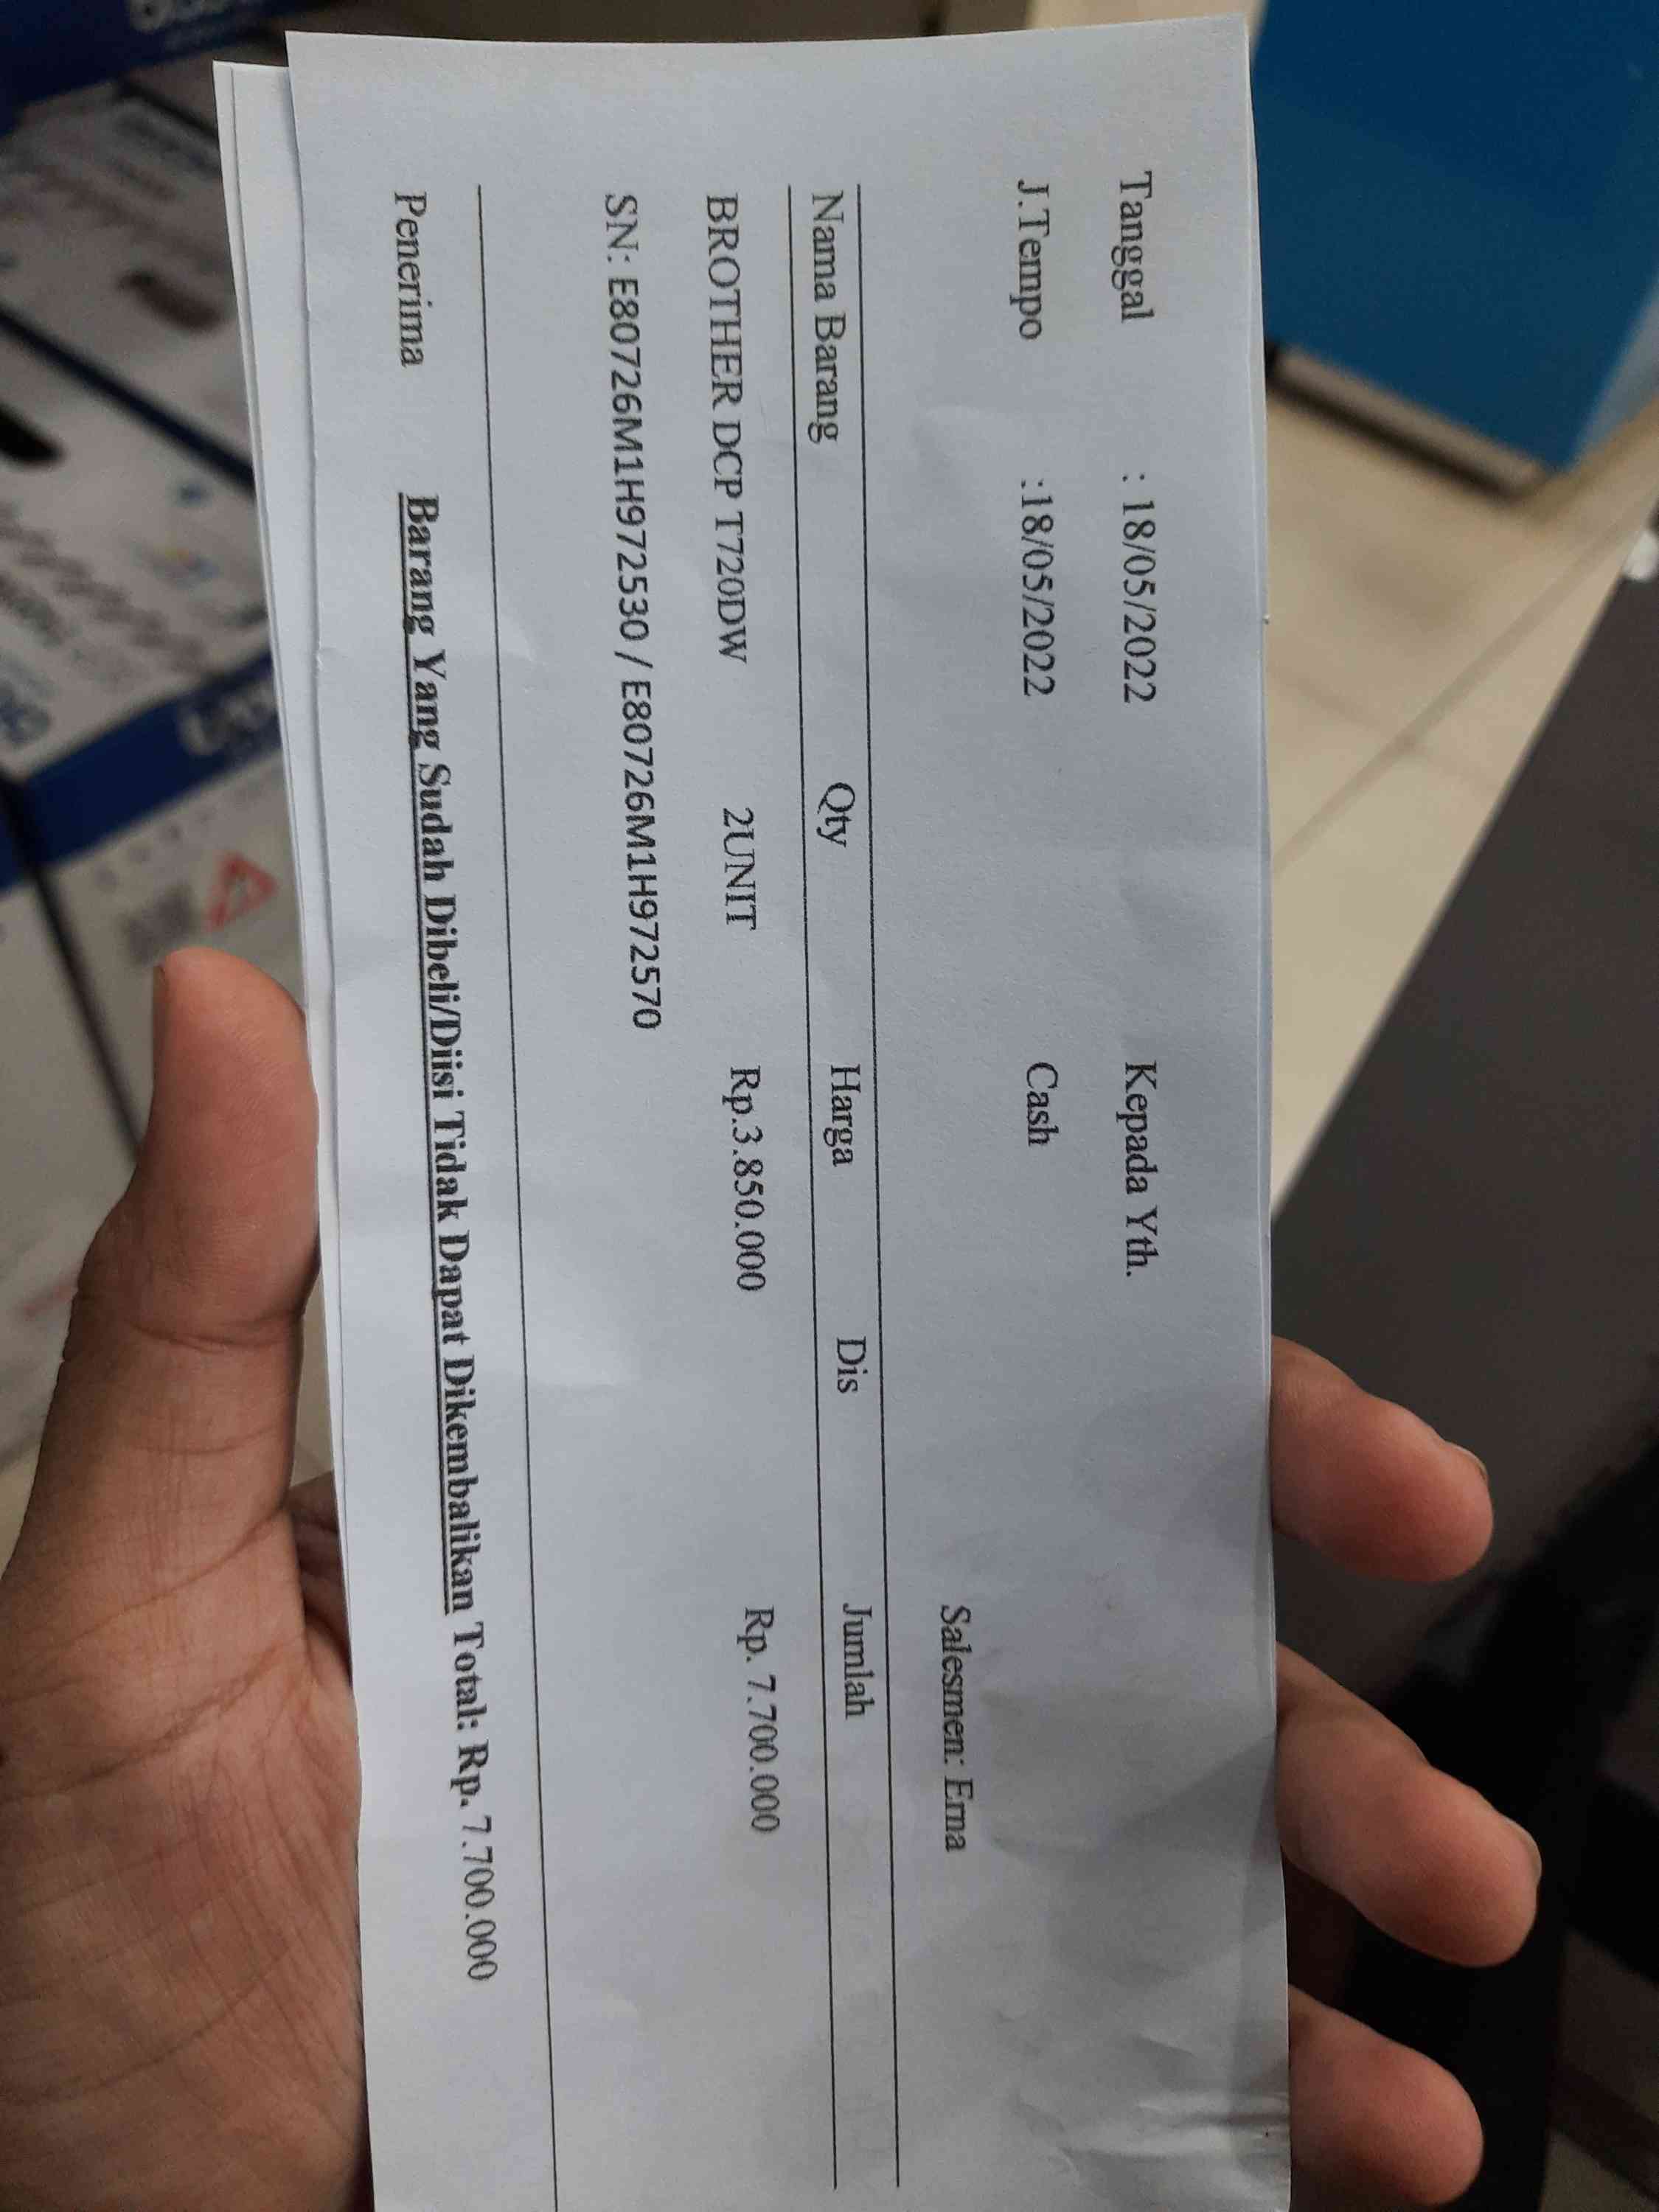 Tanggal : 18/05/2022 Kepada Yth.
J.Tempo :18/05/2022 Cash
Salesmen: Erna
Nama Barang Qty Harga Dis Jumlah
BROTHER DCP T720DW 2UNIT Rp.3.850.000 Rp. 7.700.000
SN: E80726M1H972530 / E80726M1H972570
Penerima Barang Yang Sudah Dibeli/Diisi Tidak Dapat Dikembalikan Total: Rp. 7.700.000